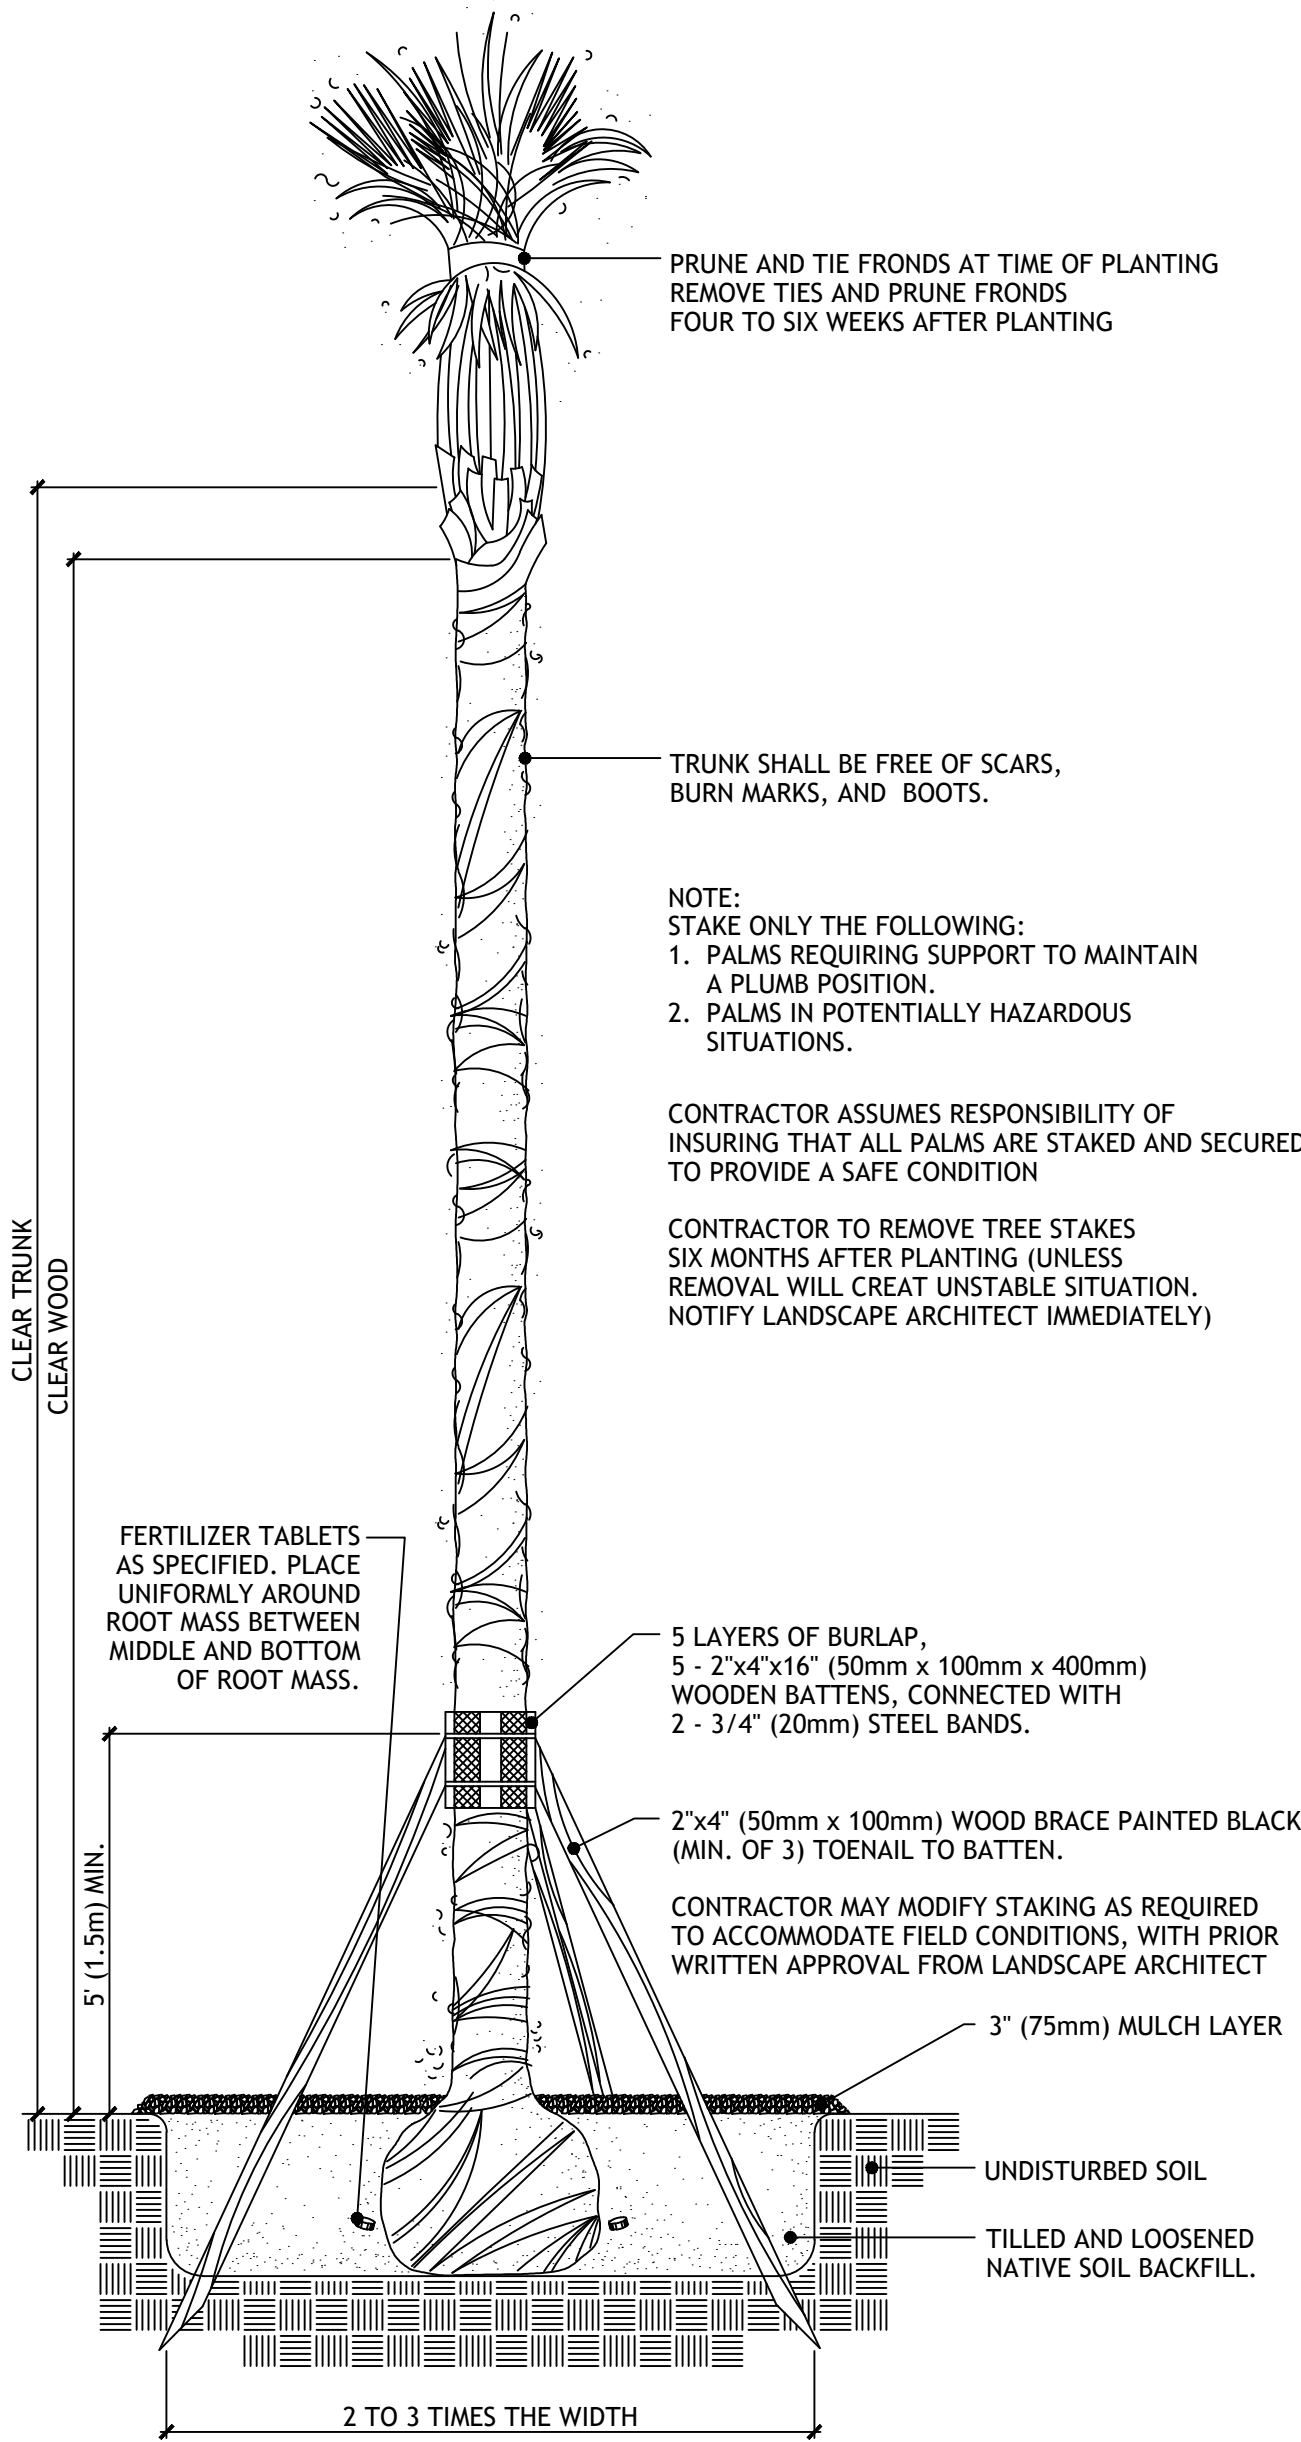 PRUNE AND TIE FRONDS AT TIME OF PLANTING
REMOVE TIES AND PRUNE FRONDS
FOUR TO SIX WEEKS AFTER PLANTING
TRUNK SHALL BE FREE OF SCARS,
BURN MARKS, AND BOOTS.
NOTE:
STAKE ONLY THE FOLLOWING:
1. PALMS REQUIRING SUPPORT TO MAINTAIN
A PLUMB POSITION.
2. PALMS IN POTENTIALLY HAZARDOUS
SITUATIONS.
CONTRACTOR ASSUMES RESPONSIBILITY OF
INSURING THAT ALL PALMS ARE STAKED AND SECURED
TO PROVIDE A SAFE CONDITION
CONTRACTOR TO REMOVE TREE STAKES
SIX MONTHS AFTER PLANTING (UNLESS
REMOVAL WILL CREAT UNSTABLE SITUATION.
NOTIFY LANDSCAPE ARCHITECT IMMEDIATELY)
CLEAR TRUNK
CLEAR WOOD
FERTILIZER TABLETS
AS SPECIFIED. PLACE
UNIFORMLY AROUND
ROOT MASS BETWEEN
MIDDLE AND BOTTOM
OF ROOT MASS.
5 LAYERS OF BURLAP,
5 - 2"x4"x16" (50mm x 100mm x 400mm)
WOODEN BATTENS, CONNECTED WITH
2 - 3/4" (20mm) STEEL BANDS.
5' (1.5m) MIN.
2"x4" (50mm x 100mm) WOOD BRACE PAINTED BLACK
(MIN. OF 3) TOENAIL TO BATTEN.
CONTRACTOR MAY MODIFY STAKING AS REQUIRED
TO ACCOMMODATE FIELD CONDITIONS, WITH PRIOR
WRITTEN APPROVAL FROM LANDSCAPE ARCHITECT
3" (75mm) MULCH LAYER
UNDISTURBED SOIL
TILLED AND LOOSENED
NATIVE SOIL BACKFILL.
2 TO 3 TIMES THE WIDTH